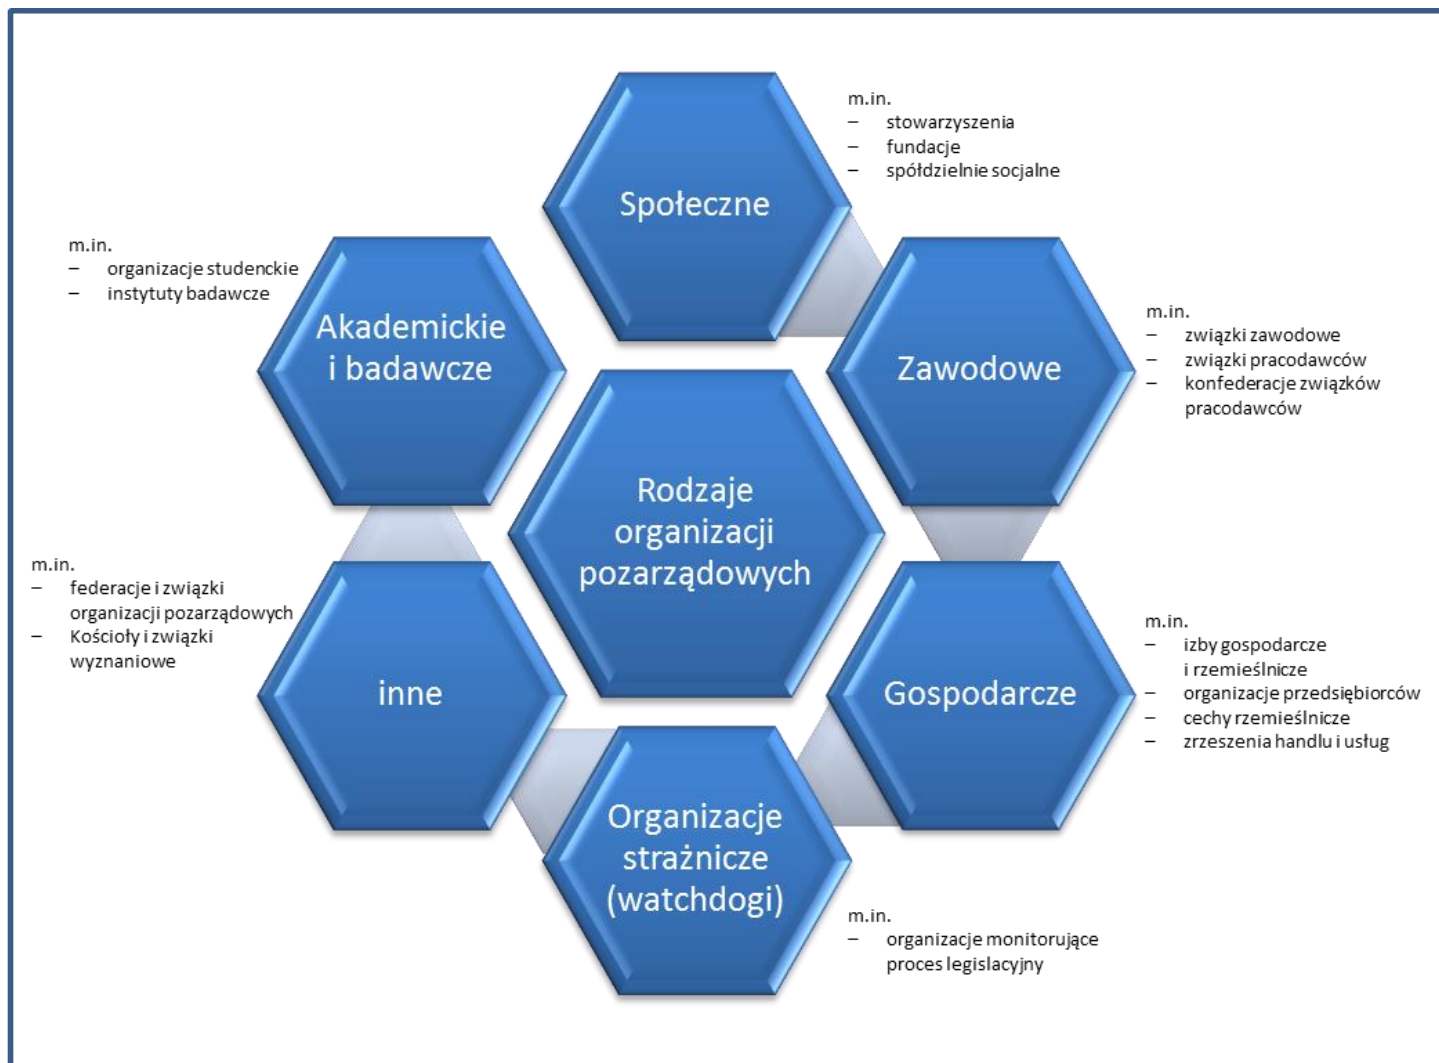 Społeczne
m.in.
– stowarzyszenia
– fundacje
– spółdzielnie socjalne
Zawodowe
m.in.
– związki zawodowe
– związki pracodawców
– konfederacje związków
pracodawców
Gospodarcze
m.in.
– izby gospodarcze
i rzemieślnicze
– organizacje przedsiębiorców
– cechy rzemieślnicze
– zrzeszenia handlu i usług
Organizacje
strażnicze
(watchdogi)
m.in.
– organizacje monitorujące
proces legislacyjny
inne
m.in.
– federacje i związki
organizacji pozarządowych
– Kościoły i związki
wyznaniowe
Akademickie
i badawcze
m.in.
– organizacje studenckie
– instytuty badawcze
Rodzaje
organizacji
pozarządowych